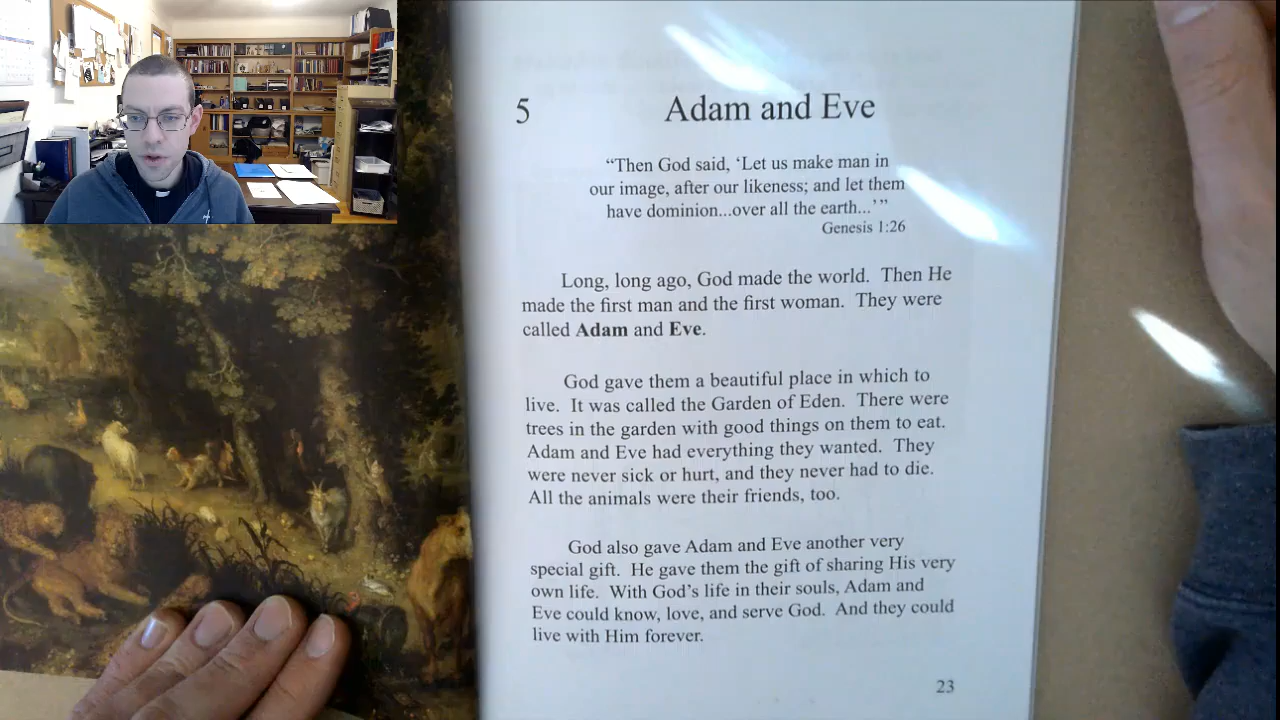 5 Adam and Eve
“Then God said, ‘Let us make man in
our image, after our likeness; and let them
have dominion...over all the earth...’”
Genesis 1:26
Long, long ago, God made the world. Then He
made the first man and the first woman. They were
called Adam and Eve.
God gave them a beautiful place in which to
live. It was called the Garden of Eden. There were
trees in the garden with good things on them to eat.
Adam and Eve had everything they wanted. They
were never sick or hurt, and they never had to die.
All the animals were their friends, too.
God also gave Adam and Eve another very
special gift. He gave them the gift of sharing His very
own life. With God’s life in their souls, Adam and
Eve could know, love, and serve God. And they could
live with Him forever.
23